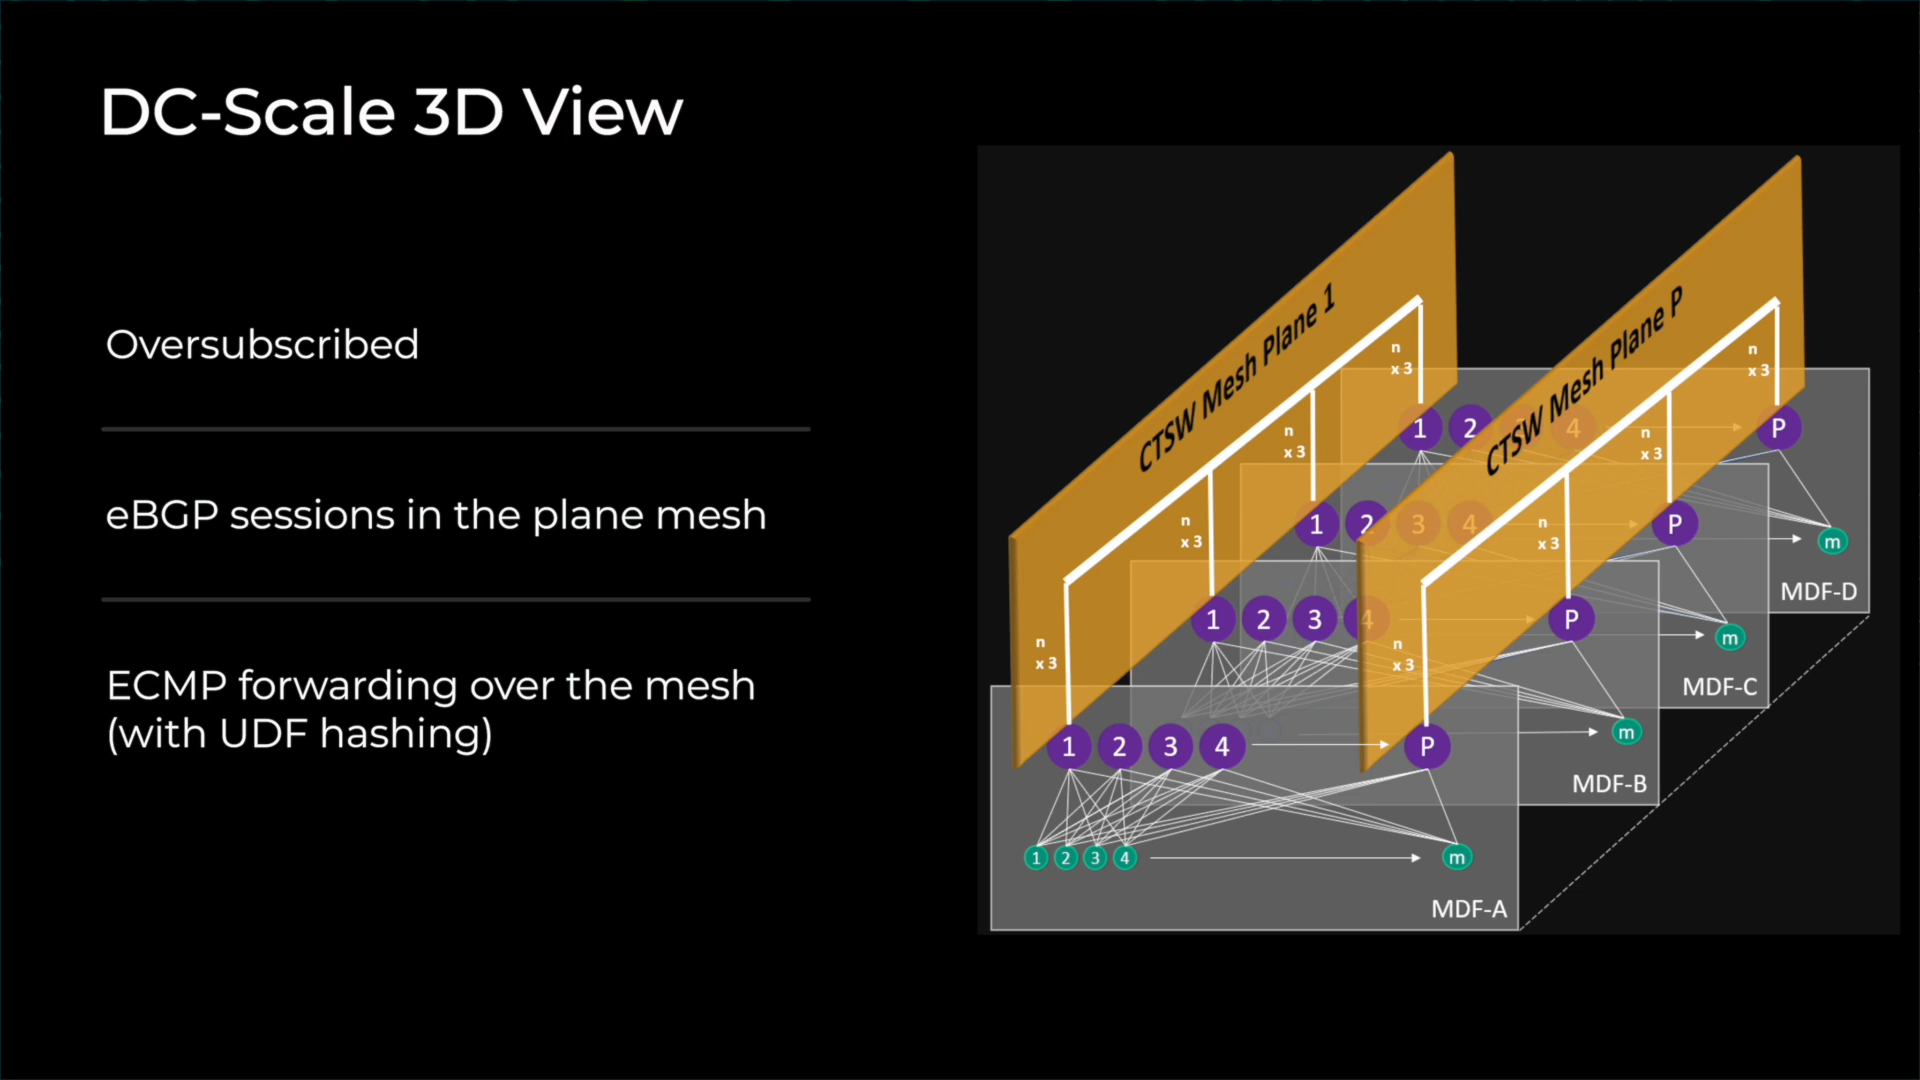 DC-Scale 3D View
Oversubscribed
eBGP sessions in the plane mesh
ECMP forwarding over the mesh
(with UDF hashing)
CTSW Mesh Plane 1
CTSW Mesh Plane P
n
x 3
n
x 3
n
x 3
n
x 3
n
x 3
n
x 3
n
x 3
n
x 3
1 2 4 P
m
MDF-D
1 2 3 4 P
m
MDF-C
1 2 3 4 P
m
MDF-B
1 2 3 4 P
1 2 3 4 m
MDF-A